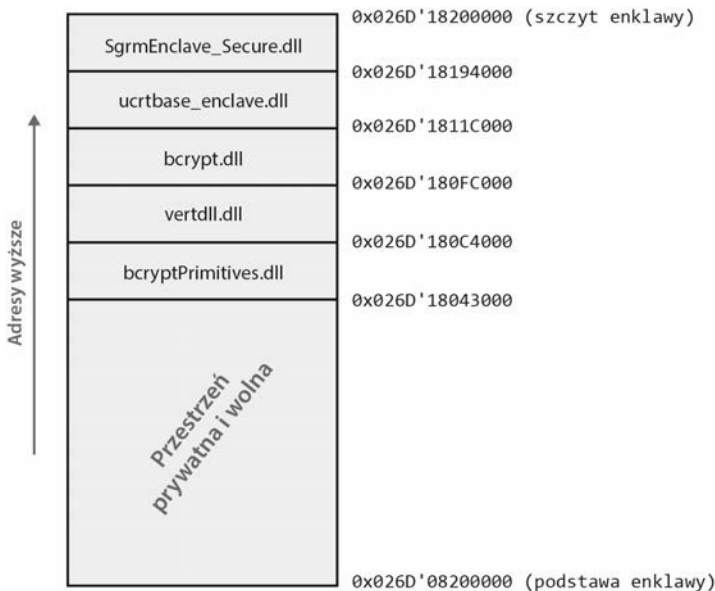 0x026D'18200000 (szczyt enklawy)
SgrmEnclave_Secure.dll
0x026D'18194000
ucrtbase_enclave.dll
0x026D'1811C000
bcrypt.dll
0x026D'180FC000
vertdll.dll
0x026D'180C4000
bcryptPrimitives.dll
0x026D'18043000
Adresy wyższe
Przestrzeń
prywatna i wolna
0x026D'08200000 (podstawa enklawy)